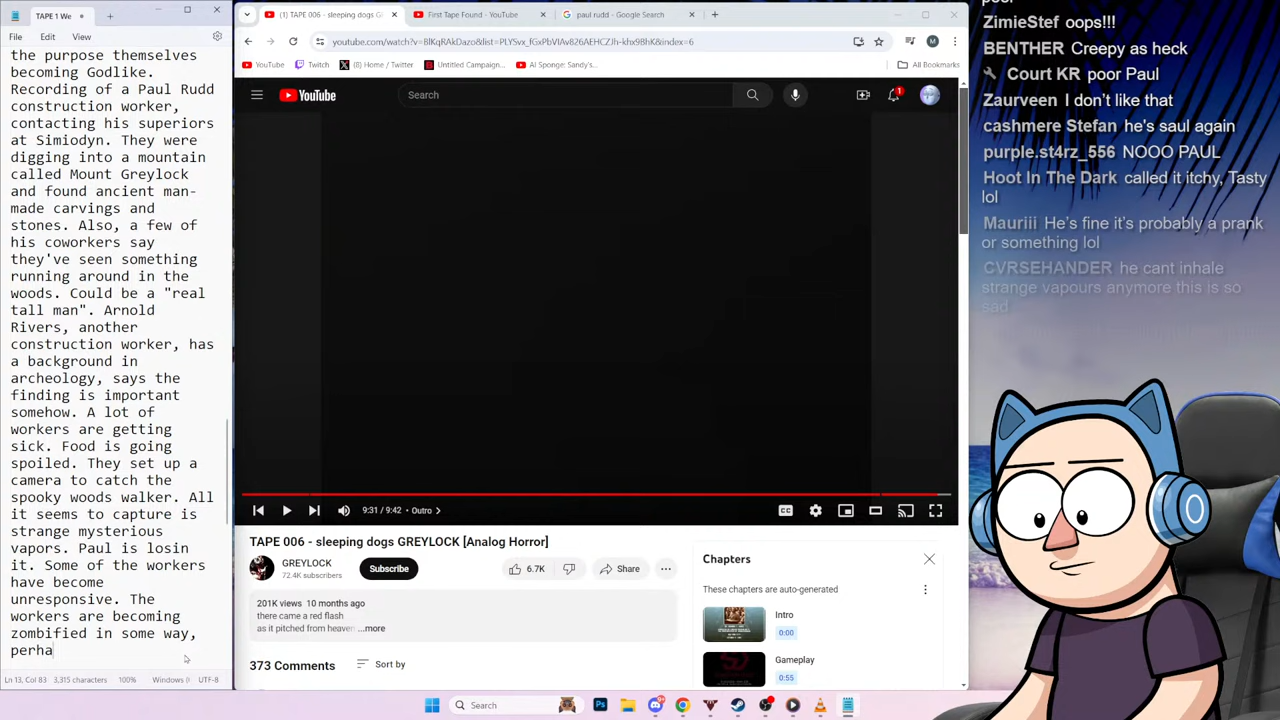 TAPE 1 We
File Edit View
the purpose themselves
becoming Godlike.
Recording of a Paul Rudd
construction worker,
contacting his superiors
at Simiodyn. They were
digging into a mountain
called Mount Greylock
and found ancient man-
made carvings and
stones. Also, a few of
his coworkers say
they've seen something
running around in the
woods. Could be a "real
tall man". Arnold
Rivers, another
construction worker, has
a background in
archeology, says the
finding is important
somehow. A lot of
workers are getting
sick. Food is going
spoiled. They set up a
camera to catch the
spooky woods walker. All
it seems to capture is
strange mysterious
vapors. Paul is losin
it. Some of the workers
have become
unresponsive. The
workers are becoming
zombified in some way,
perha
3,315 characters 100% Windows UTF-8
(1) TAPE 006 - sleeping dogs G
First Tape Found - YouTube
paul rudd - Google Search
YouTube Twitch (8) Home / Twitter Untitled Campaign... AI Sponge: Sandy's... All Bookmarks
YouTube
Search
1
9:31 / 9:42 • Outro
CC
TAPE 006 - sleeping dogs GREYLOCK [Analog Horror]
GREYLOCK
72.4K subscribers
Subscribe
6.7K
Share
201K views 10 months ago
there came a red flash
as it pitched from heaven ...more
373 Comments
Sort by
Chapters
These chapters are auto-generated
Intro
0:00
Gameplay
0:55
Search
ZimieStef oops!!!
BENTHER Creepy as heck
Court KR poor Paul
Zaurveen I don't like that
cashmere Stefan he's saul again
purple.st4rz_556 NOOO PAUL
Hoot In The Dark called it itchy, Tasty
lol
Mauriii He's fine it's probably a prank
or something lol
CVRSEHANDER he cant inhale
strange vapours anymore this is so
sad